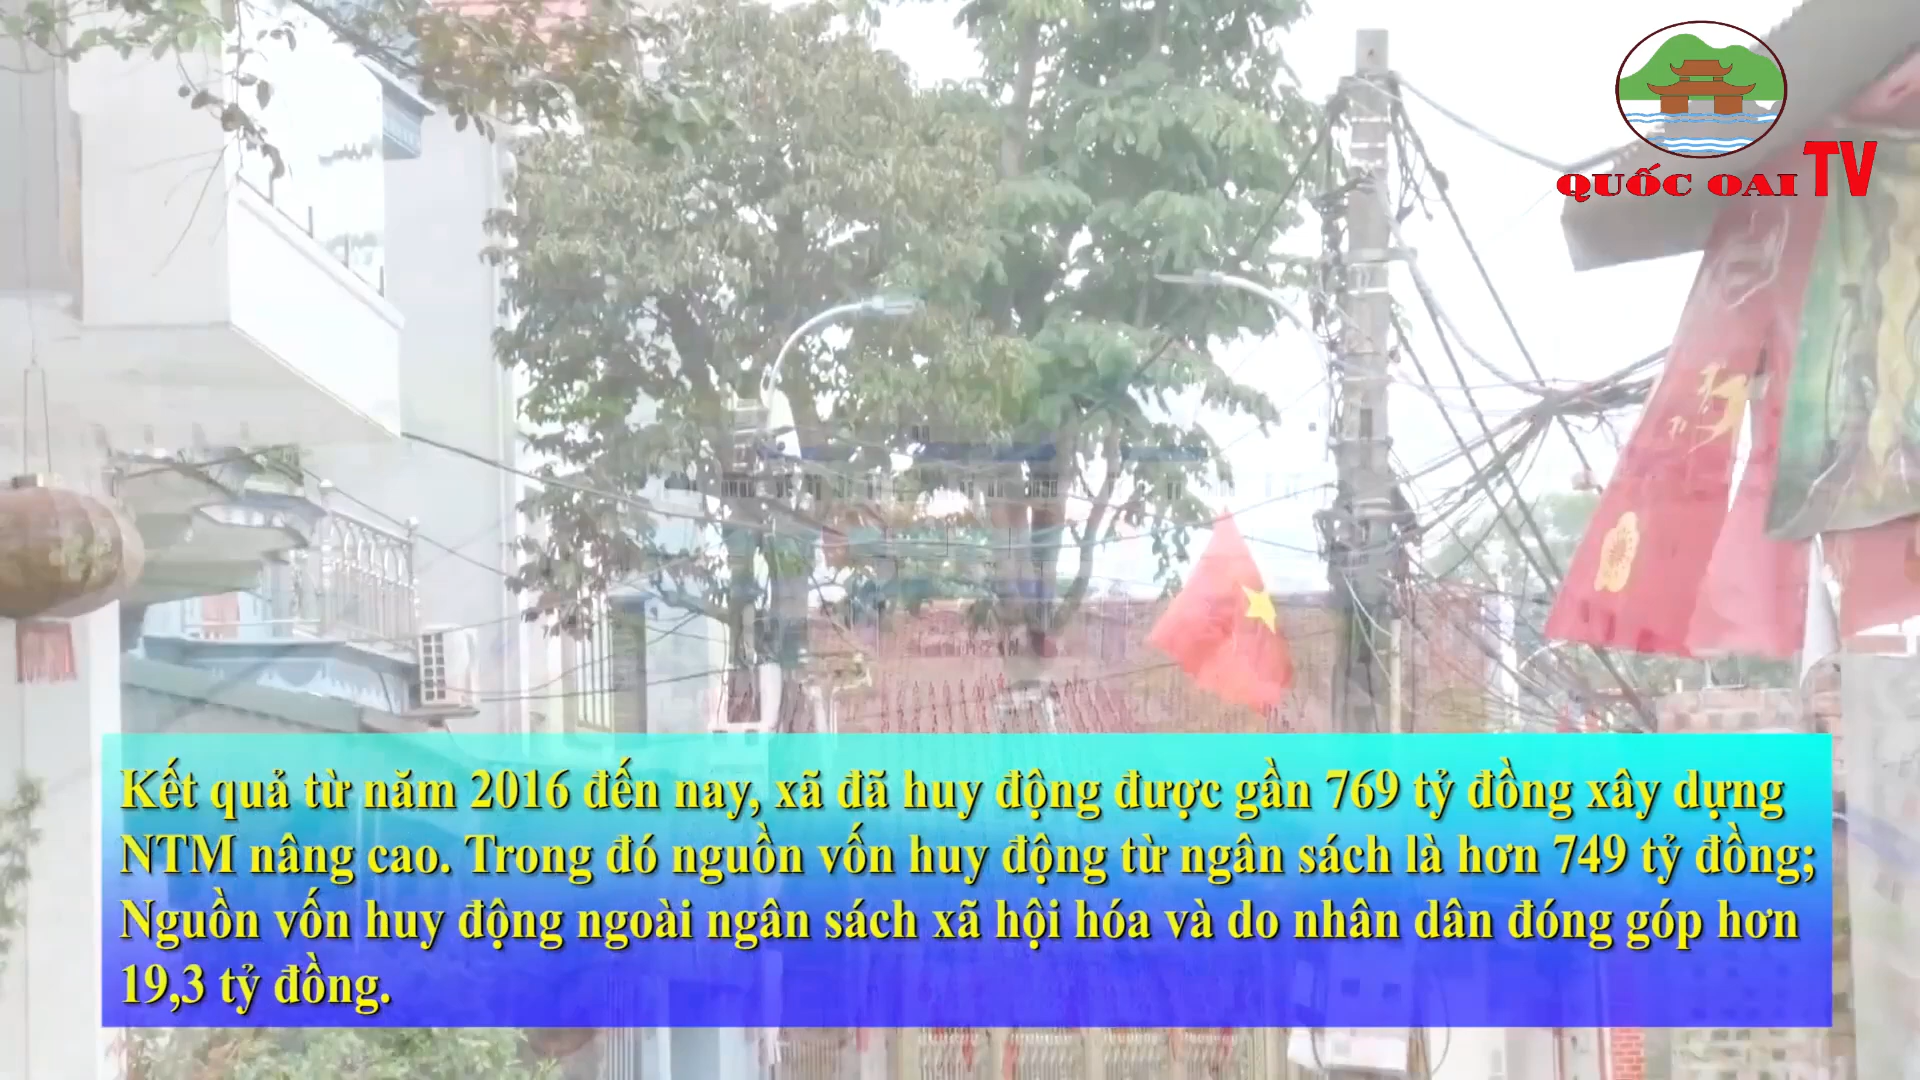 QUỐC OAI TV
Kết quả từ năm 2016 đến nay, xã đã huy động được gần 769 tỷ đồng xây dựng
NTM nâng cao. Trong đó nguồn vốn huy động từ ngân sách là hơn 749 tỷ đồng;
Nguồn vốn huy động ngoài ngân sách xã hội hóa và do nhân dân đóng góp hơn
19,3 tỷ đồng.